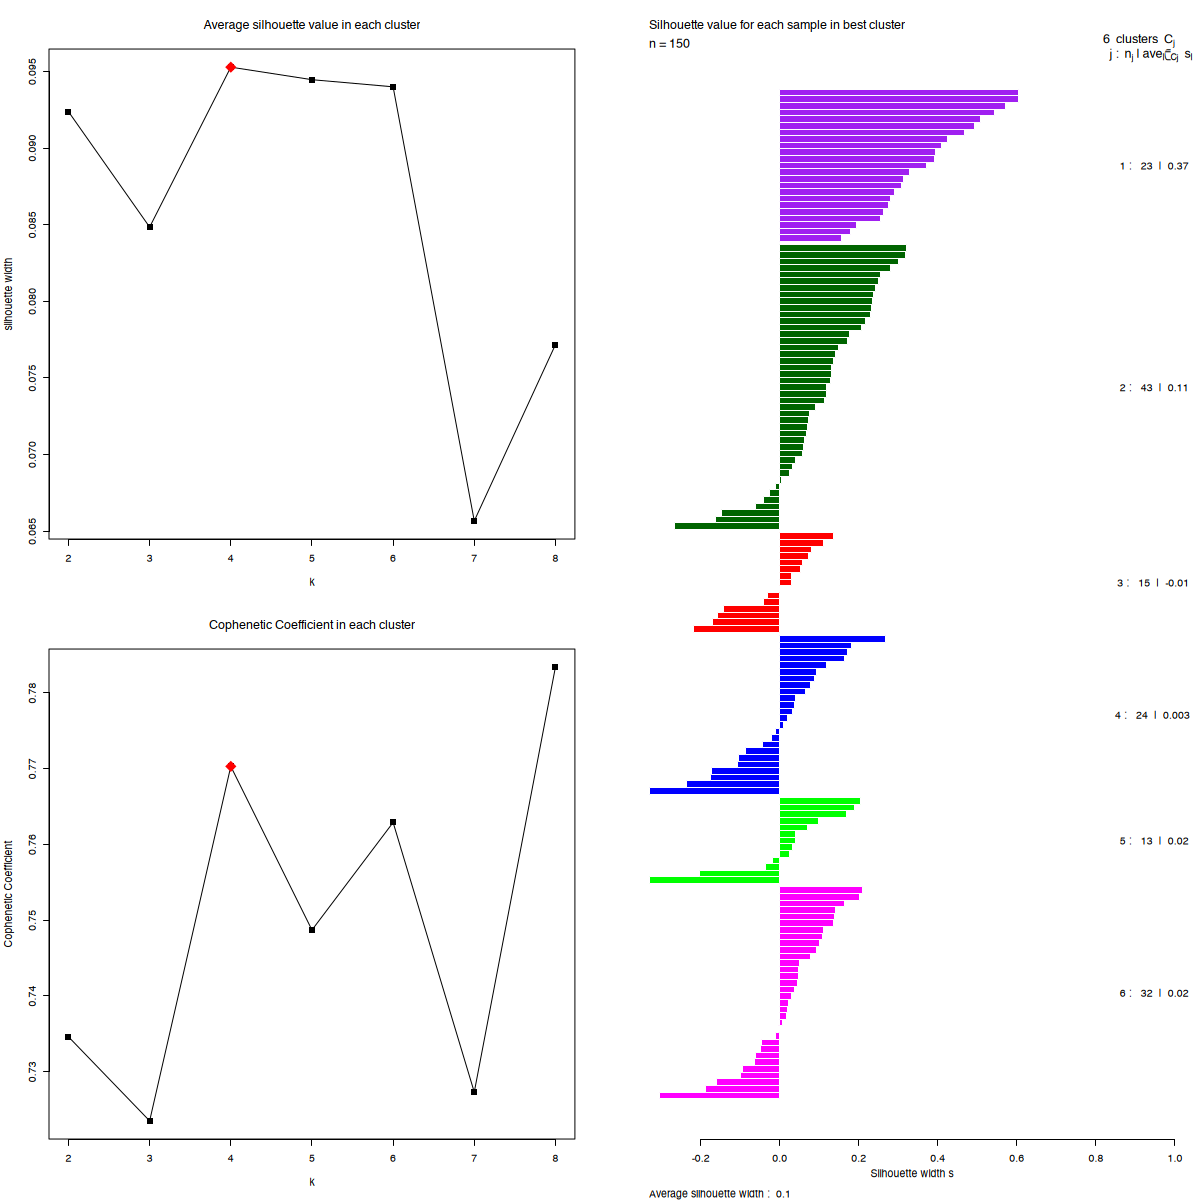 Average silhouette value in each cluster
silhouette width
0.095
0.090
0.085
0.080
0.075
0.070
0.065
2 3 4 5 6 7 8
k
Cophenetic Coefficient in each cluster
Cophenetic Coefficient
0.78
0.77
0.76
0.75
0.74
0.73
2 3 4 5 6 7 8
k
Silhouette value for each sample in best cluster
n = 150
6 clusters Cj
j : nj | avei∈Cj si
1 : 23 | 0.37
2 : 43 | 0.11
3 : 15 | -0.01
4 : 24 | 0.003
5 : 13 | 0.02
6 : 32 | 0.02
-0.2 0.0 0.2 0.4 0.6 0.8 1.0
Silhouette width s
Average silhouette width : 0.1